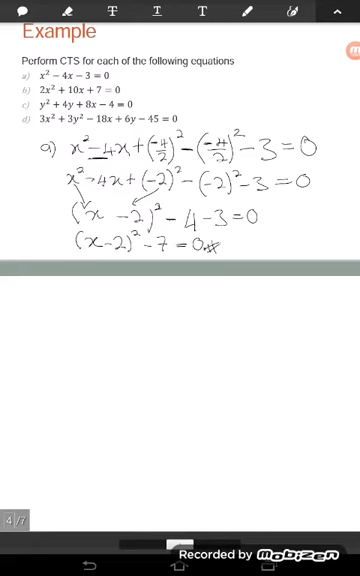 Example
Perform CTS for each of the following equations
a) x² − 4x − 3 = 0
b) 2x² + 10x + 7 = 0
c) y² + 4y + 8x − 4 = 0
d) 3x² + 3y² − 18x + 6y − 45 = 0
a) x² − 4x + (−4/2)² − (−4/2)² − 3 = 0
x² − 4x + (−2)² − (−2)² − 3 = 0
(x − 2)² − 4 − 3 = 0
(x − 2)² − 7 = 0 .#
4 / 7
Recorded by mobizen